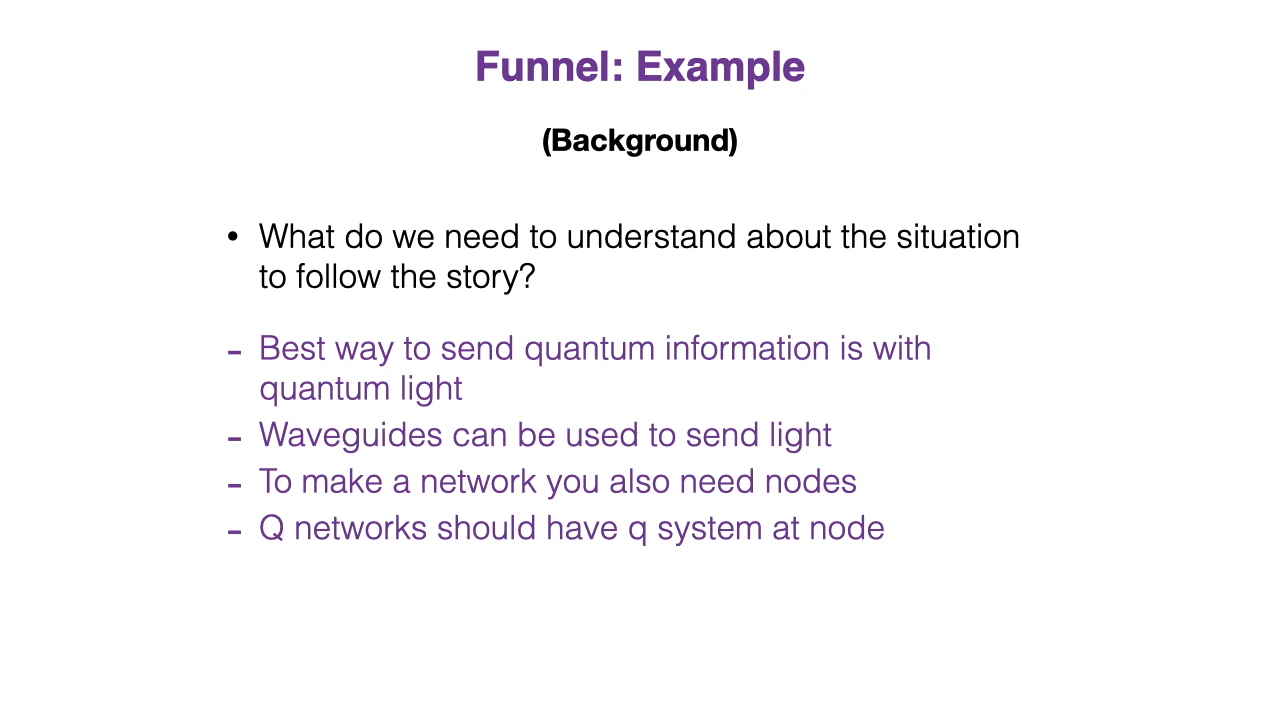 Funnel: Example
(Background)
• What do we need to understand about the situation
to follow the story?
- Best way to send quantum information is with
quantum light
- Waveguides can be used to send light
- To make a network you also need nodes
- Q networks should have q system at node